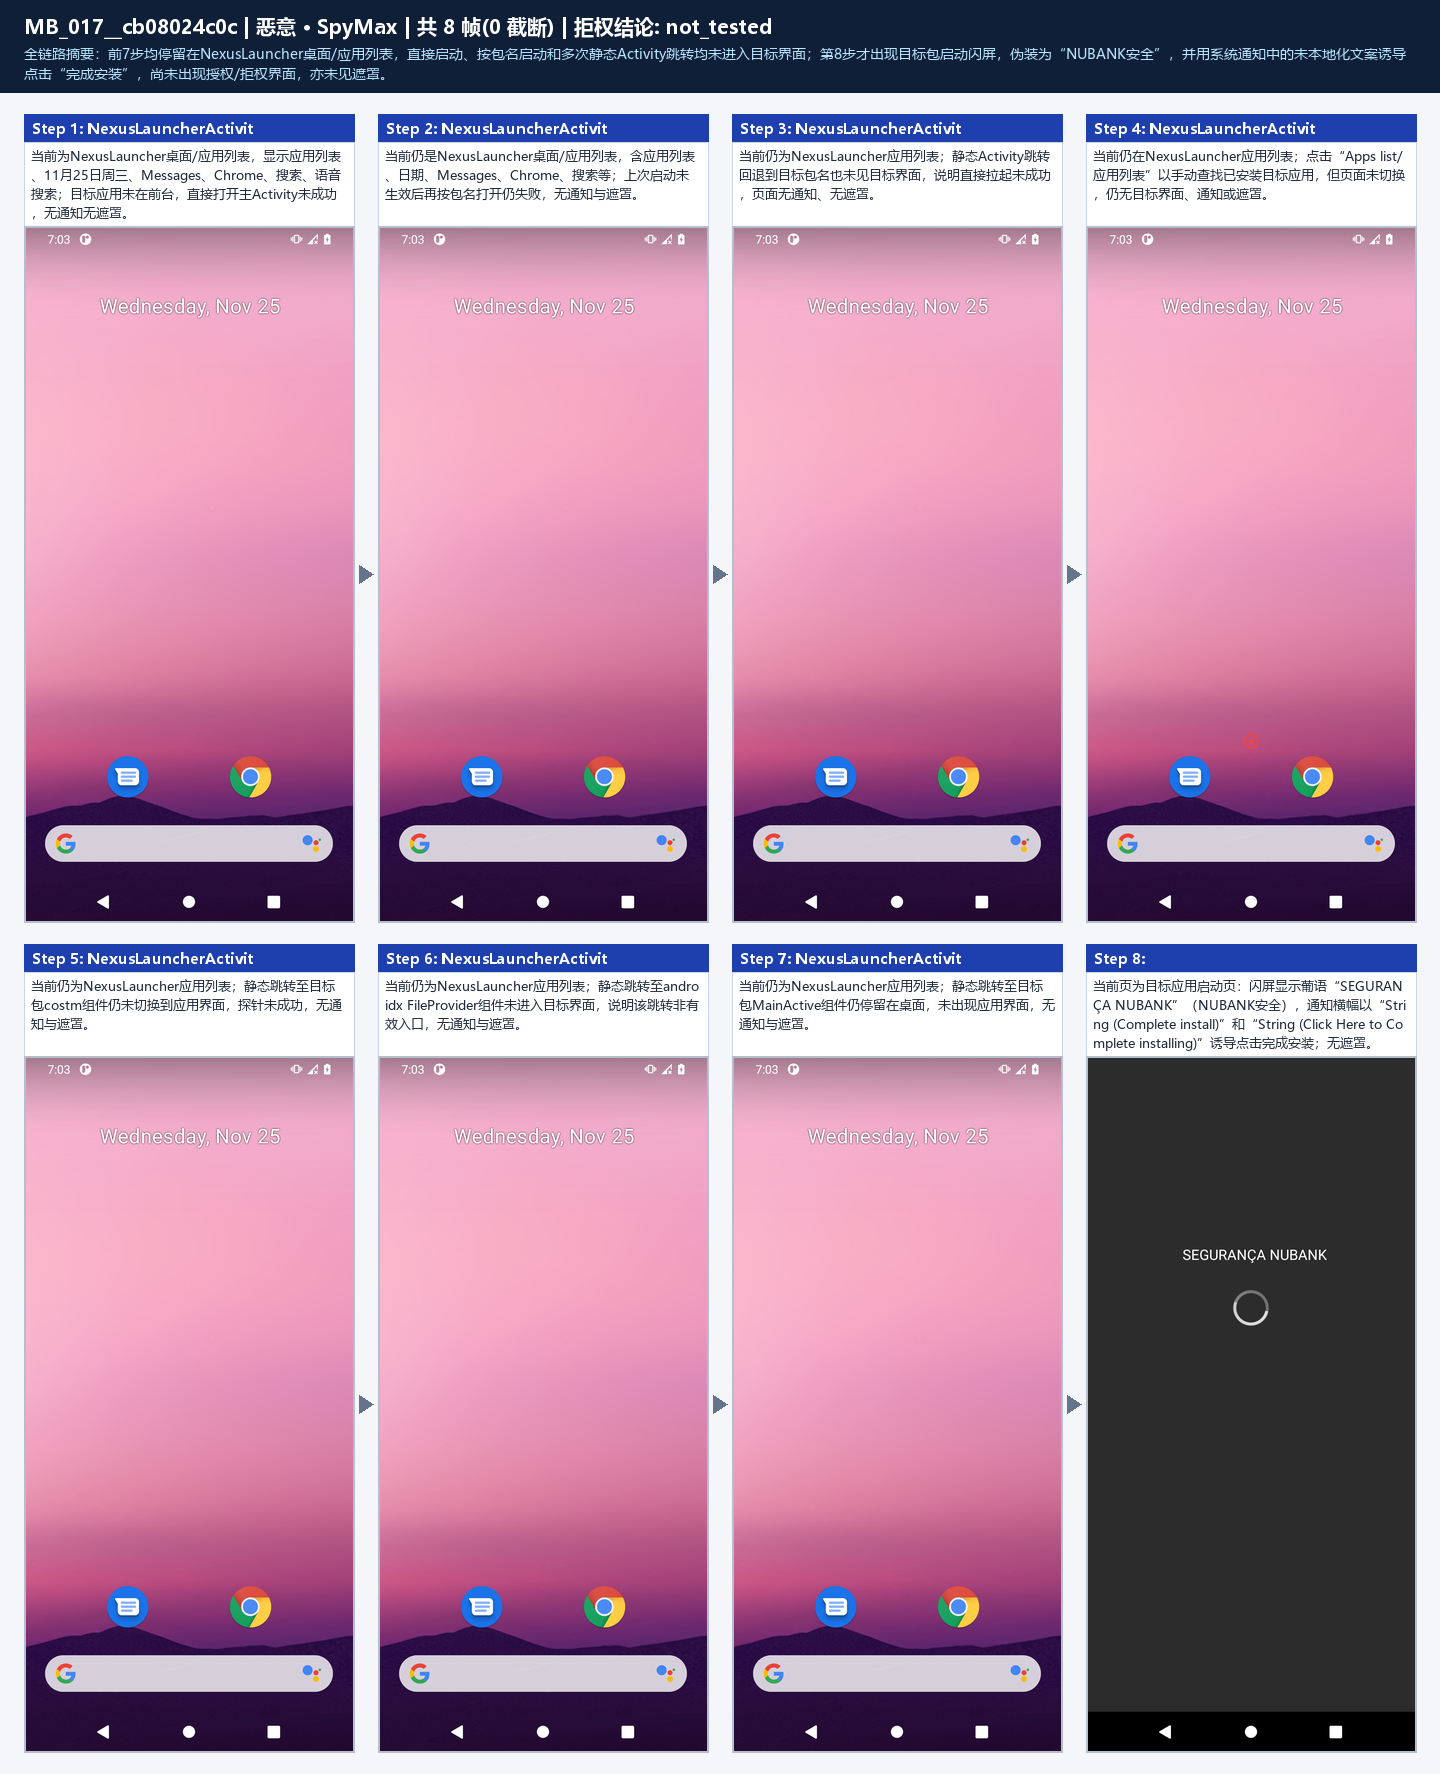 MB_017__cb08024c0c | 恶意 • SpyMax | 共 8 帧(0 截断) | 拒权结论: not_tested
全链路摘要：前7步均停留在NexusLauncher桌面/应用列表，直接启动、按包名启动和多次静态Activity跳转均未进入目标界面；第8步才出现目标包启动闪屏，伪装为“NUBANK安全”，并用系统通知中的未本地化文案诱导
点击“完成安装”，尚未出现授权/拒权界面，亦未见遮罩。
Step 1: NexusLauncherActivit
当前为NexusLauncher桌面/应用列表，显示应用列表
、11月25日周三、Messages、Chrome、搜索、语音
搜索；目标应用未在前台，直接打开主Activity未成功
，无通知无遮罩。
7:03
Wednesday, Nov 25
Step 2: NexusLauncherActivit
当前仍是NexusLauncher桌面/应用列表，含应用列表
、日期、Messages、Chrome、搜索等；上次启动未
生效后再按包名打开仍失败，无通知与遮罩。
7:03
Wednesday, Nov 25
Step 3: NexusLauncherActivit
当前仍为NexusLauncher应用列表；静态Activity跳转
回退到目标包名也未见目标界面，说明直接拉起未成功
，页面无通知、无遮罩。
7:03
Wednesday, Nov 25
Step 4: NexusLauncherActivit
当前仍在NexusLauncher应用列表；点击“Apps list/
应用列表”以手动查找已安装目标应用，但页面未切换
，仍无目标界面、通知或遮罩。
7:03
Wednesday, Nov 25
Step 5: NexusLauncherActivit
当前仍为NexusLauncher应用列表；静态跳转至目标
包costm组件仍未切换到应用界面，探针未成功，无通
知与遮罩。
7:03
Wednesday, Nov 25
Step 6: NexusLauncherActivit
当前仍为NexusLauncher应用列表；静态跳转至andro
idx FileProvider组件未进入目标界面，说明该跳转非有
效入口，无通知与遮罩。
7:03
Wednesday, Nov 25
Step 7: NexusLauncherActivit
当前仍为NexusLauncher应用列表；静态跳转至目标
包MainActive组件仍停留在桌面，未出现应用界面，无
通知与遮罩。
7:03
Wednesday, Nov 25
Step 8:
当前页为目标应用启动页：闪屏显示葡语“SEGURAN
ÇA NUBANK”（NUBANK安全），通知横幅以“Stri
ng (Complete install)”和“String (Click Here to Co
mplete installing)”诱导点击完成安装；无遮罩。
SEGURANÇA NUBANK